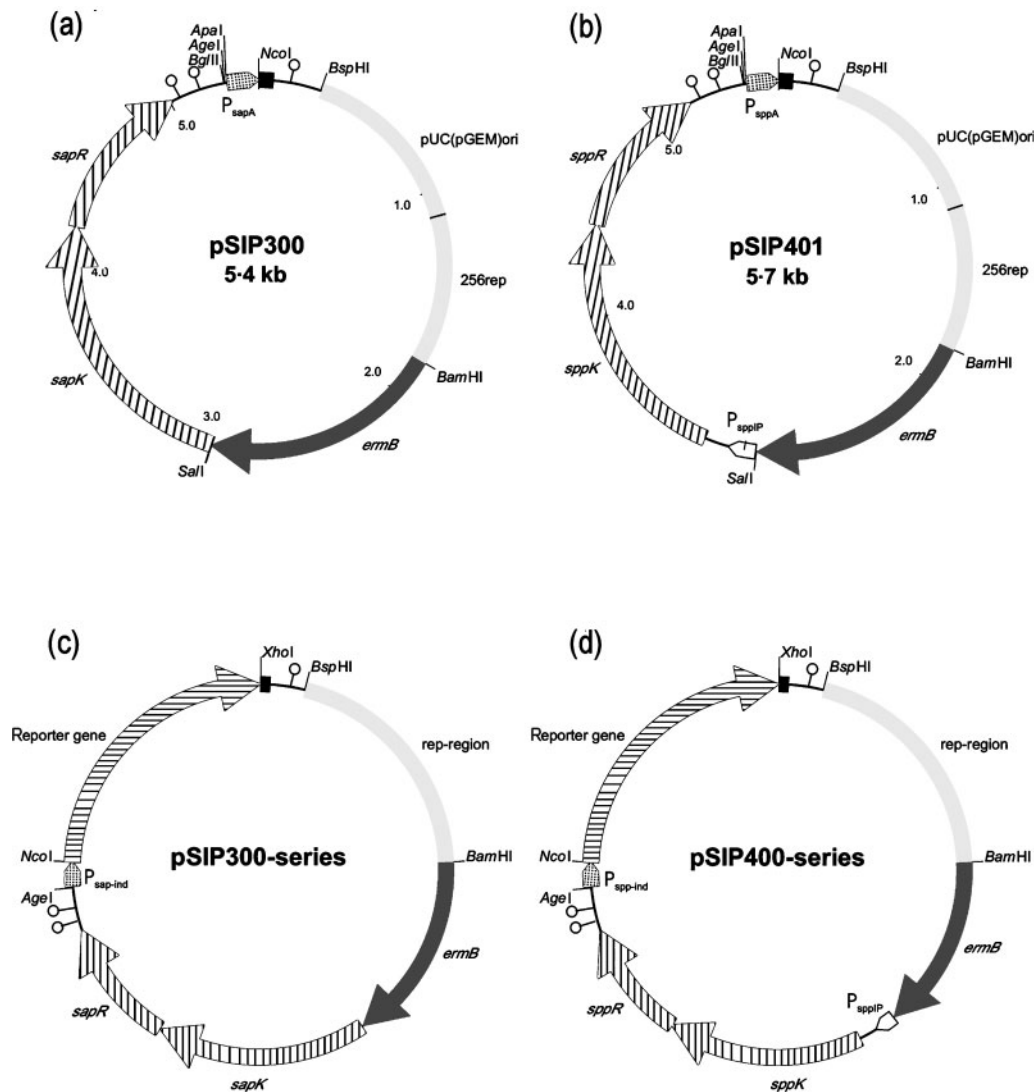 (a)
ApaI
AgeI
BglII
NcoI
BspHI
PsapA
5.0
sapR
pUC(pGEM)ori
1.0
pSIP300
5·4 kb
4.0
256rep
sapK
2.0
BamHI
3.0
ermB
SalI
(b)
ApaI
AgeI
BglII
NcoI
BspHI
PsppA
5.0
sppR
pUC(pGEM)ori
1.0
pSIP401
5·7 kb
4.0
256rep
sppK
2.0
BamHI
PsppIP
ermB
SalI
(c)
XhoI
BspHI
Reporter gene
rep-region
pSIP300-series
NcoI
BamHI
Psap-ind
AgeI
ermB
sapR
sapK
(d)
XhoI
BspHI
Reporter gene
rep-region
pSIP400-series
NcoI
BamHI
Pspp-ind
AgeI
ermB
sppR
PsppIP
sppK